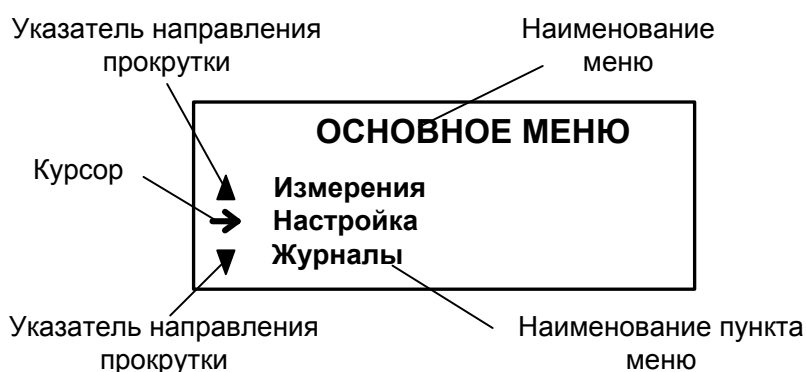 Указатель направления
прокрутки
Наименование
меню
ОСНОВНОЕ МЕНЮ
Курсор
Измерения
Настройка
Журналы
Указатель направления
прокрутки
Наименование пункта
меню